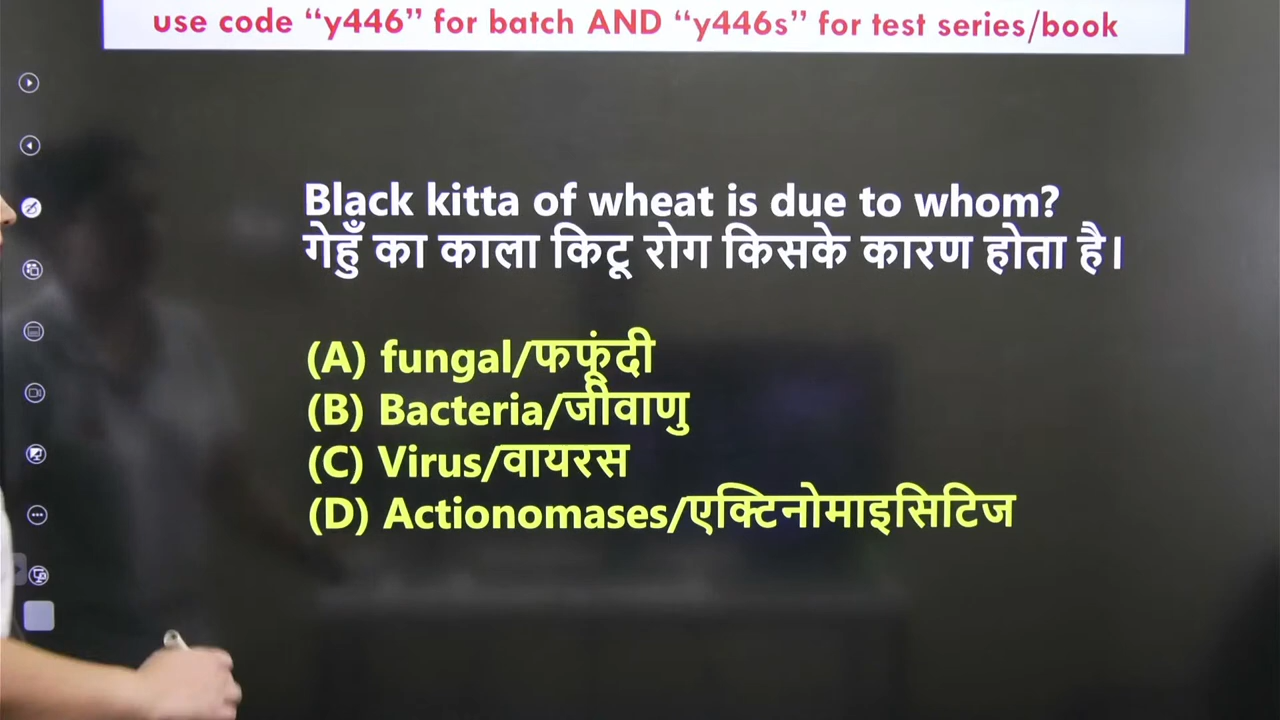 use code “y446” for batch AND “y446s” for test series/book
Black kitta of wheat is due to whom?
गेहुँ का काला किटू रोग किसके कारण होता है।
(A) fungal/फफूंदी
(B) Bacteria/जीवाणु
(C) Virus/वायरस
(D) Actionomases/एक्टिनोमाइसिटिज